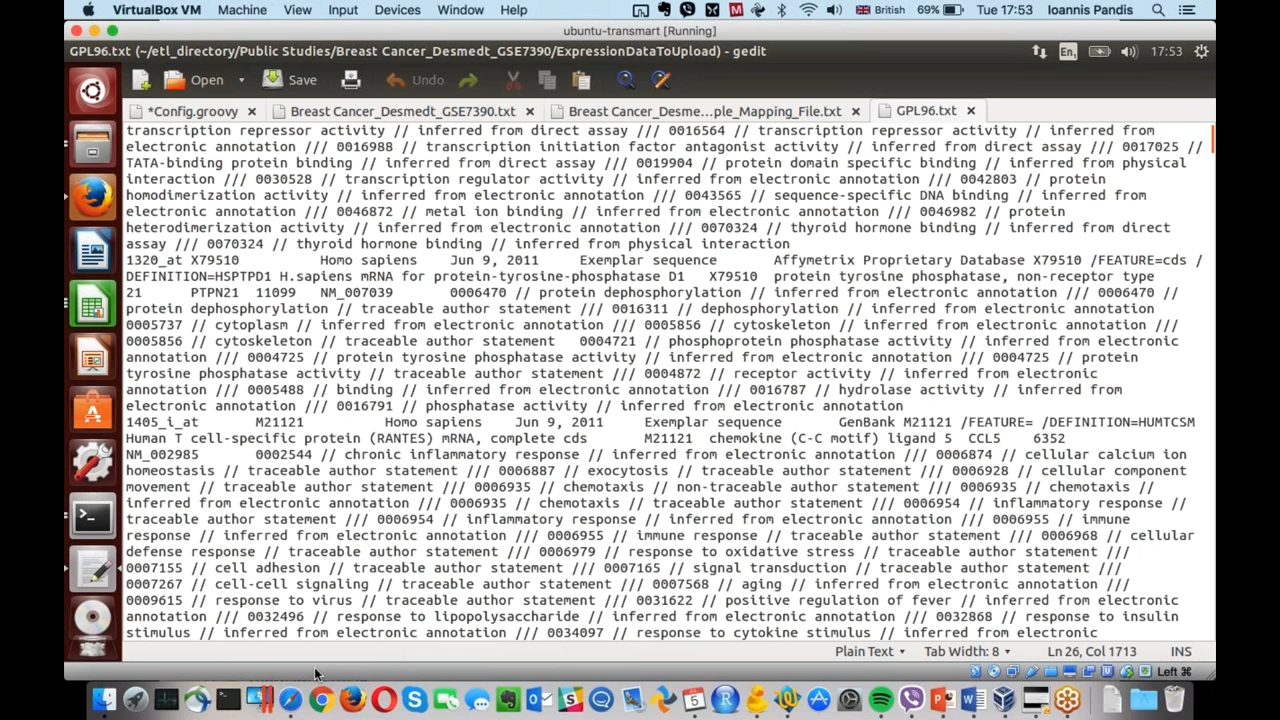 VirtualBox VM Machine View Input Devices Window Help British 69% Tue 17:53 Ioannis Pandis
ubuntu-transmart [Running]
GPL96.txt (~/etl_directory/Public Studies/Breast Cancer_Desmedt_GSE7390/ExpressionDataToUpload) - gedit En 17:53
Open Save Undo
*Config.groovy Breast Cancer_Desmedt_GSE7390.txt Breast Cancer_Desme...ple_Mapping_File.txt GPL96.txt
transcription repressor activity // inferred from direct assay /// 0016564 // transcription repressor activity // inferred from
electronic annotation /// 0016988 // transcription initiation factor antagonist activity // inferred from direct assay /// 0017025 //
TATA-binding protein binding // inferred from direct assay /// 0019904 // protein domain specific binding // inferred from physical
interaction /// 0030528 // transcription regulator activity // inferred from electronic annotation /// 0042803 // protein
homodimerization activity // inferred from electronic annotation /// 0043565 // sequence-specific DNA binding // inferred from
electronic annotation /// 0046872 // metal ion binding // inferred from electronic annotation /// 0046982 // protein
heterodimerization activity // inferred from electronic annotation /// 0070324 // thyroid hormone binding // inferred from direct
assay /// 0070324 // thyroid hormone binding // inferred from physical interaction
1320_at X79510 Homo sapiens Jun 9, 2011 Exemplar sequence Affymetrix Proprietary Database X79510 /FEATURE=cds /
DEFINITION=HSPTPD1 H.sapiens mRNA for protein-tyrosine-phosphatase D1 X79510 Protein tyrosine phosphatase, non-receptor type
21 PTPN21 11099 NM_007039 0006470 // protein dephosphorylation // inferred from electronic annotation /// 0006470 //
protein dephosphorylation // traceable author statement /// 0016311 // dephosphorylation // inferred from electronic annotation
0005737 // cytoplasm // inferred from electronic annotation /// 0005856 // cytoskeleton // inferred from electronic annotation ///
0005856 // cytoskeleton // traceable author statement 0004721 // phosphoprotein phosphatase activity // inferred from electronic
annotation /// 0004725 // protein tyrosine phosphatase activity // inferred from electronic annotation /// 0004725 // protein
tyrosine phosphatase activity // traceable author statement /// 0004872 // receptor activity // inferred from electronic
annotation /// 0005488 // binding // inferred from electronic annotation /// 0016787 // hydrolase activity // inferred from
electronic annotation /// 0016791 // phosphatase activity // inferred from electronic annotation
1405_i_at M21121 Homo sapiens Jun 9, 2011 Exemplar sequence GenBank M21121 /FEATURE= /DEFINITION=HUMTCSM
Human T cell-specific protein (RANTES) mRNA, complete cds M21121 chemokine (C-C motif) ligand 5 CCL5 6352
NM_002985 0002544 // chronic inflammatory response // inferred from electronic annotation /// 0006874 // cellular calcium ion
homeostasis // traceable author statement /// 0006887 // exocytosis // traceable author statement /// 0006928 // cellular component
movement // traceable author statement /// 0006935 // chemotaxis // non-traceable author statement /// 0006935 // chemotaxis //
inferred from electronic annotation /// 0006935 // chemotaxis // traceable author statement /// 0006954 // inflammatory response //
traceable author statement /// 0006954 // inflammatory response // inferred from electronic annotation /// 0006955 // immune
response // inferred from electronic annotation /// 0006955 // immune response // traceable author statement /// 0006968 // cellular
defense response // traceable author statement /// 0006979 // response to oxidative stress // traceable author statement ///
0007155 // cell adhesion // traceable author statement /// 0007165 // signal transduction // traceable author statement ///
0007267 // cell-cell signaling // traceable author statement /// 0007568 // aging // inferred from electronic annotation ///
0009615 // response to virus // traceable author statement /// 0031622 // positive regulation of fever // inferred from electronic
annotation /// 0032496 // response to lipopolysaccharide // inferred from electronic annotation /// 0032868 // response to insulin
stimulus // inferred from electronic annotation /// 0034097 // response to cytokine stimulus // inferred from electronic
Plain Text Tab Width: 8 Ln 26, Col 1713 INS
Left ⌘